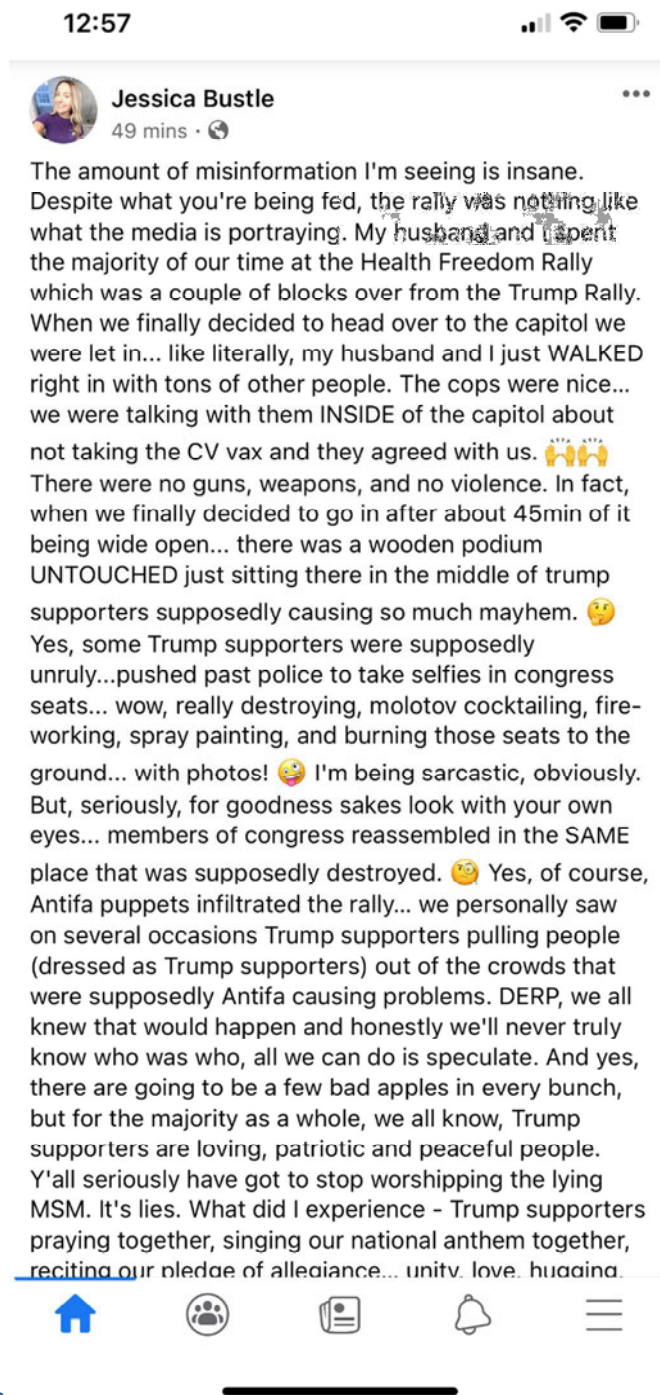 12:57
Jessica Bustle
49 mins ·
The amount of misinformation I'm seeing is insane.
Despite what you're being fed, the rally was nothing like
what the media is portraying. My husband and I spent
the majority of our time at the Health Freedom Rally
which was a couple of blocks over from the Trump Rally.
When we finally decided to head over to the capitol we
were let in... like literally, my husband and I just WALKED
right in with tons of other people. The cops were nice...
we were talking with them INSIDE of the capitol about
not taking the CV vax and they agreed with us. 🙌🙌
There were no guns, weapons, and no violence. In fact,
when we finally decided to go in after about 45min of it
being wide open... there was a wooden podium
UNTOUCHED just sitting there in the middle of trump
supporters supposedly causing so much mayhem. 🤔
Yes, some Trump supporters were supposedly
unruly...pushed past police to take selfies in congress
seats... wow, really destroying, molotov cocktailing, fire-
working, spray painting, and burning those seats to the
ground... with photos! 🤪 I'm being sarcastic, obviously.
But, seriously, for goodness sakes look with your own
eyes... members of congress reassembled in the SAME
place that was supposedly destroyed. 🧐 Yes, of course,
Antifa puppets infiltrated the rally... we personally saw
on several occasions Trump supporters pulling people
(dressed as Trump supporters) out of the crowds that
were supposedly Antifa causing problems. DERP, we all
knew that would happen and honestly we'll never truly
know who was who, all we can do is speculate. And yes,
there are going to be a few bad apples in every bunch,
but for the majority as a whole, we all know, Trump
supporters are loving, patriotic and peaceful people.
Y'all seriously have got to stop worshipping the lying
MSM. It's lies. What did I experience - Trump supporters
praying together, singing our national anthem together,
reciting our pledge of allegiance... unity, love, hugging,